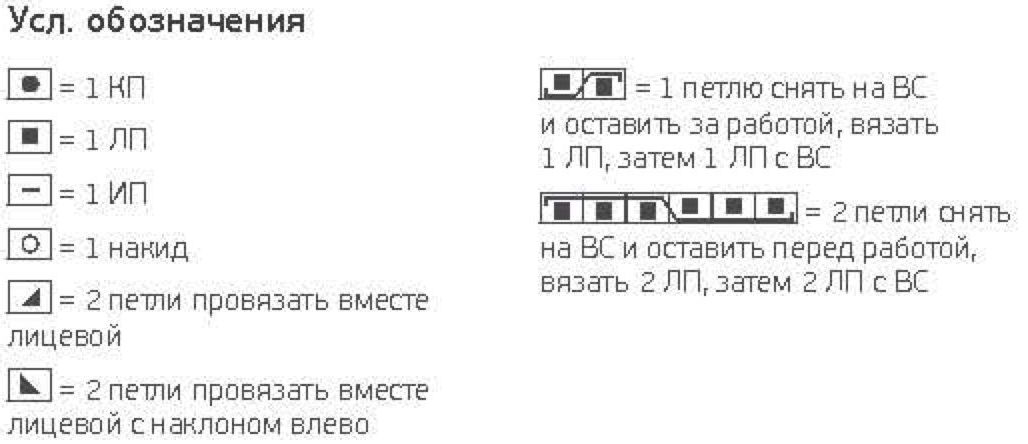 Усл. обозначения
= 1 КП
= 1 ЛП
= 1 ИП
= 1 накид
= 2 петли провязать вместе
лицевой
= 2 петли провязать вместе
лицевой с наклоном влево
= 1 петлю снять на ВС
и оставить за работой, вязать
1 ЛП, затем 1 ЛП с ВС
= 2 петли снять
на ВС и оставить перед работой,
вязать 2 ЛП, затем 2 ЛП с ВС